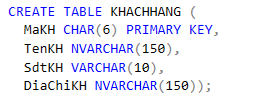 CREATE TABLE KHACHHANG (
MaKH CHAR(6) PRIMARY KEY,
TenKH NVARCHAR(150),
SdtKH VARCHAR(10),
DiaChiKH NVARCHAR(150));